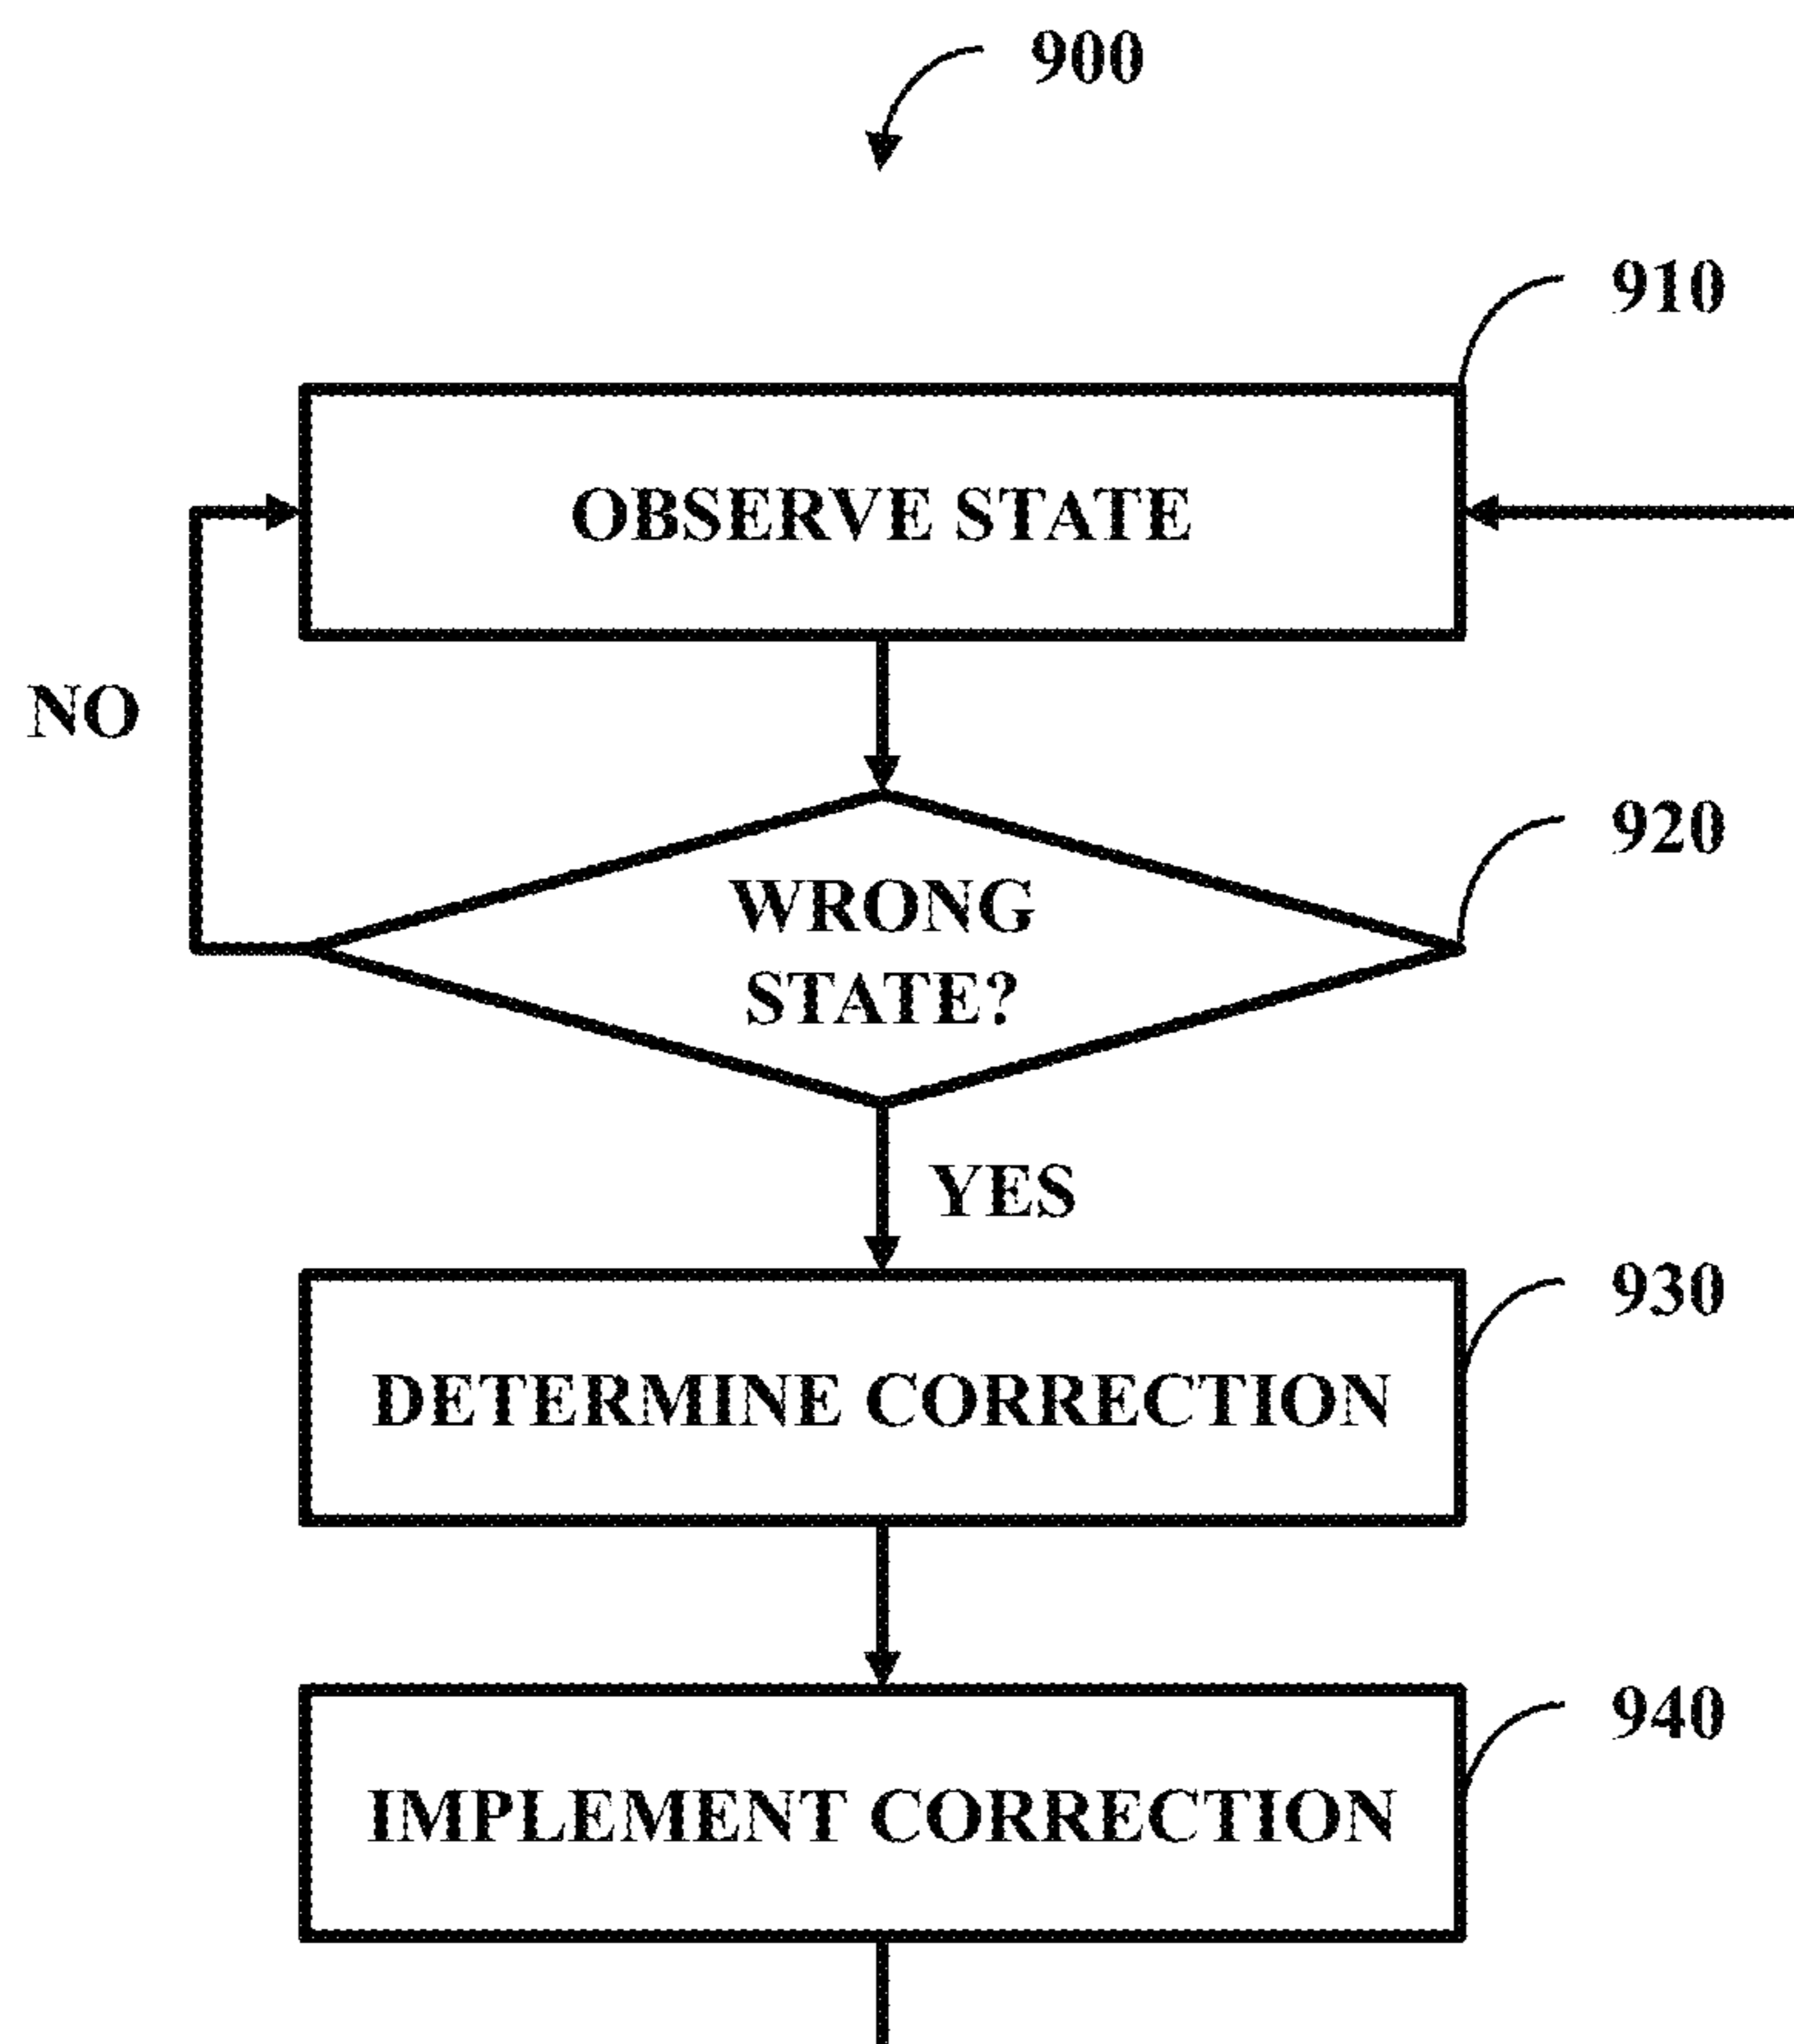 900
910
OBSERVE STATE
NO
920
WRONG
STATE?
YES
930
DETERMINE CORRECTION
940
IMPLEMENT CORRECTION